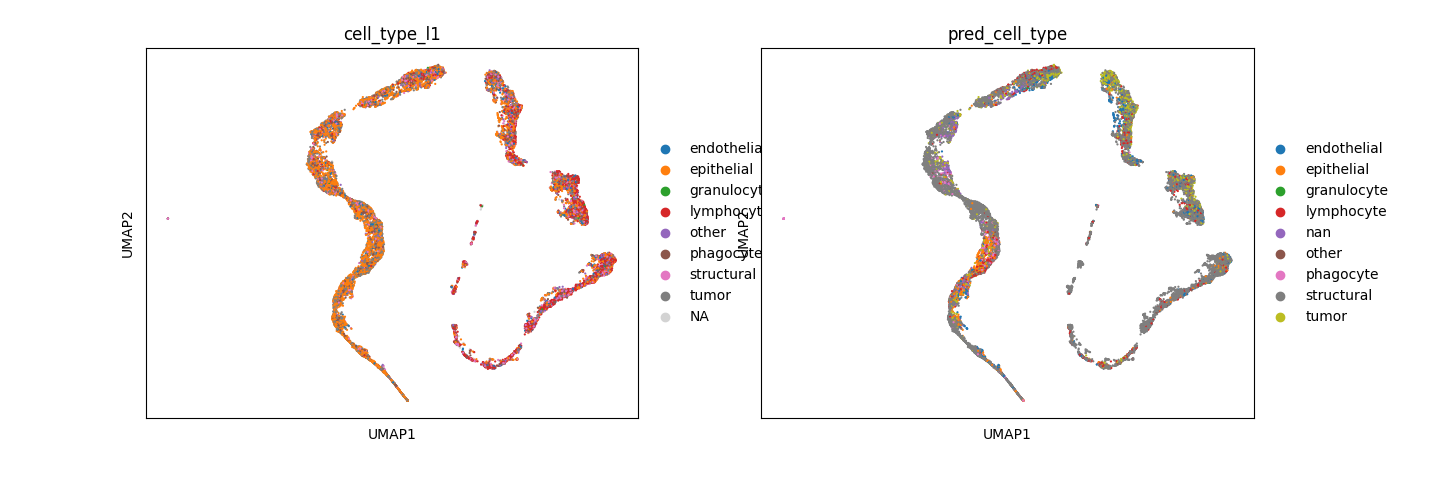 cell_type_l1
pred_cell_type
UMAP2
UMAP1
endothelia
epithelial
granulocyt
lymphocyt
other
phagocyte
structural
tumor
NA
UMAP2
UMAP1
endothelial
epithelial
granulocyte
lymphocyte
nan
other
phagocyte
structural
tumor